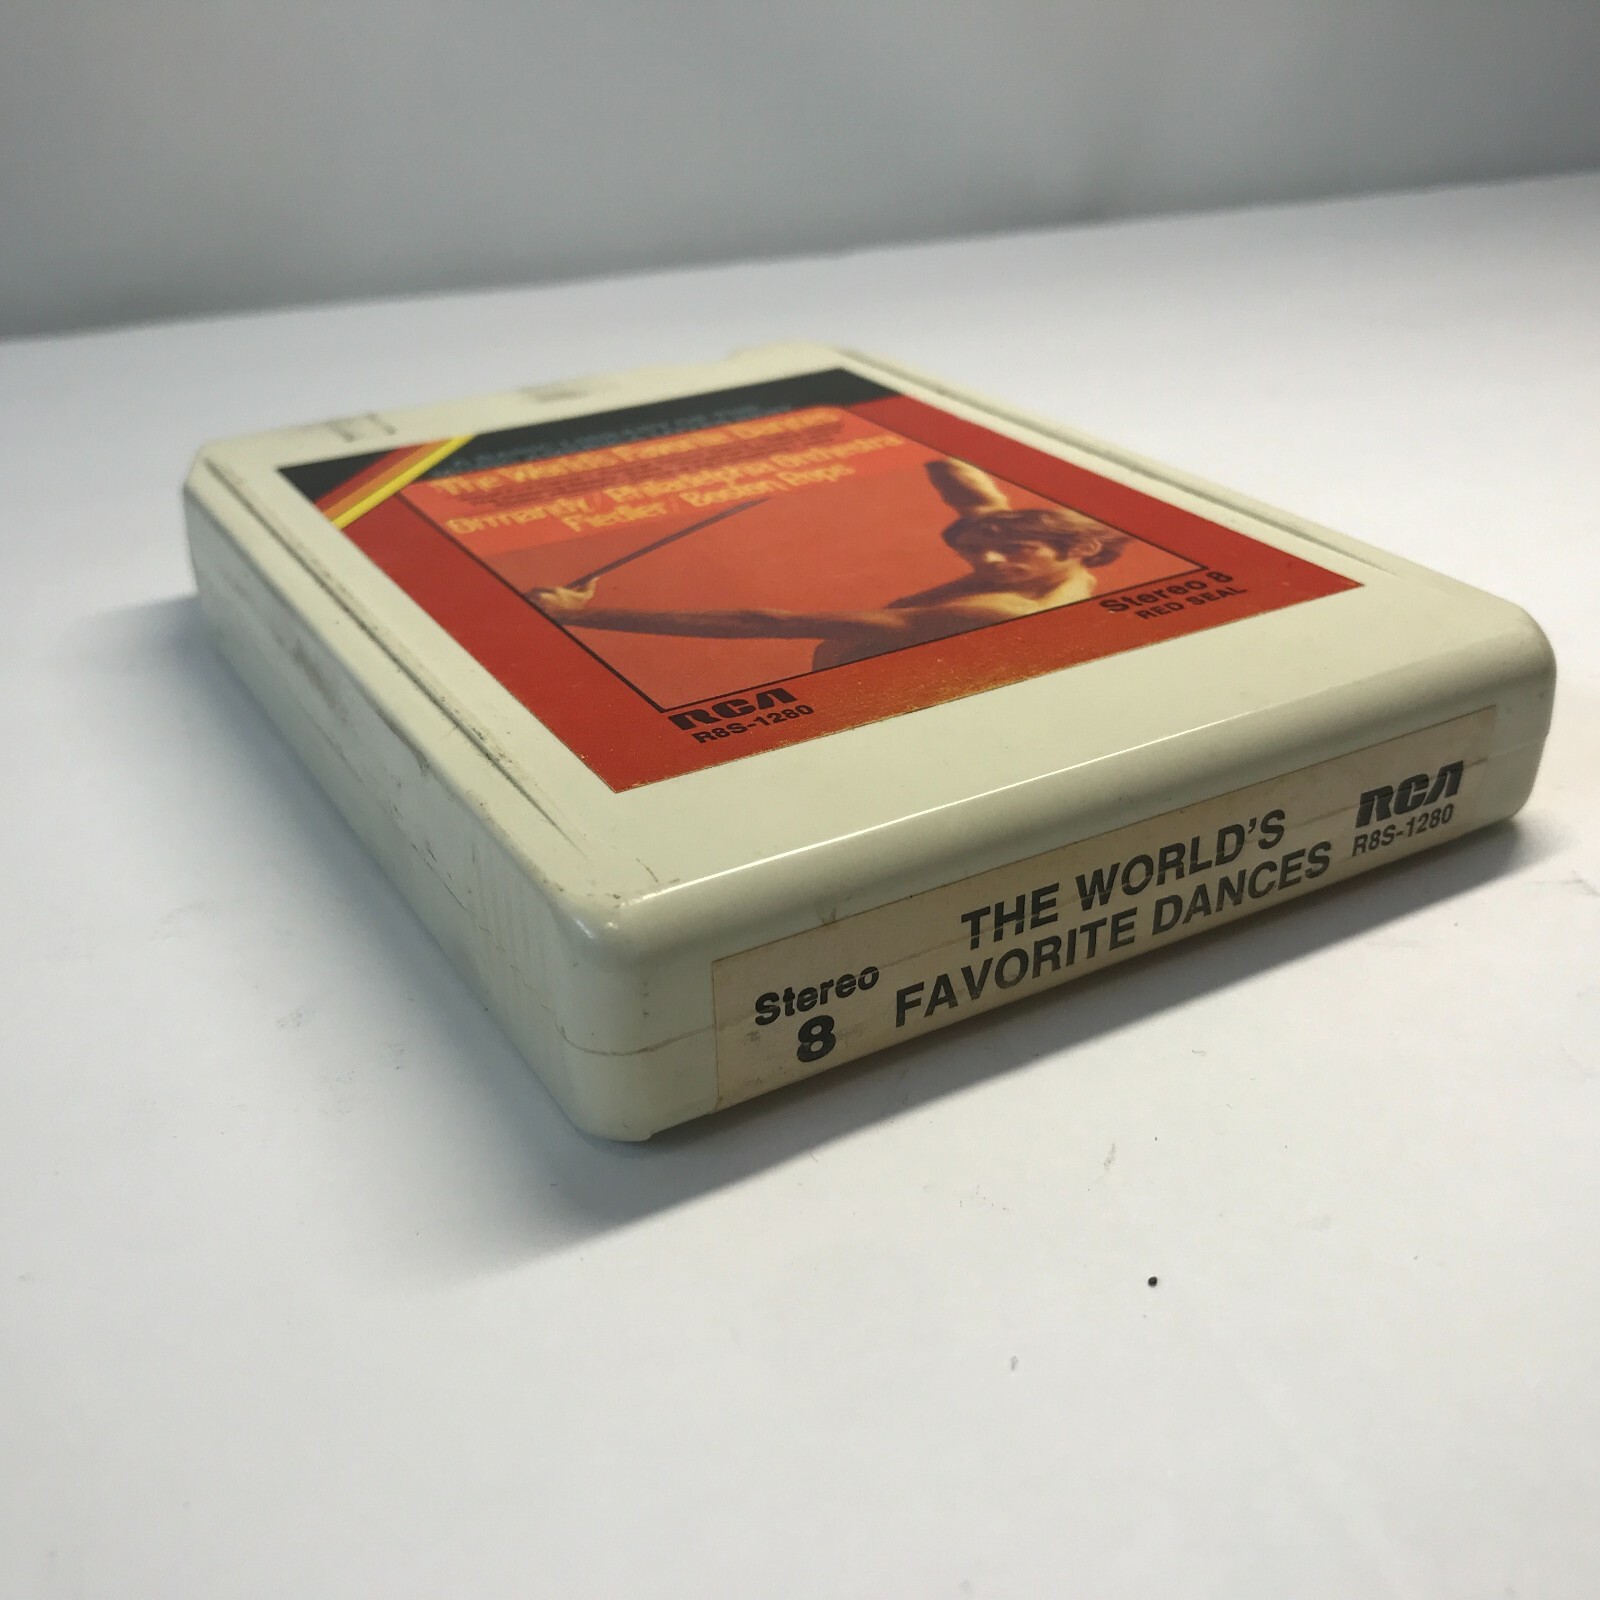 The World's Favorite Dances
Ormandy/Philadelphia Orchestra
Fiedler/Boston Pops
Stereo 8
RED SEAL
RCA
R8S-1280
Stereo
8
THE WORLD'S
FAVORITE DANCES
RCA
R8S-1280